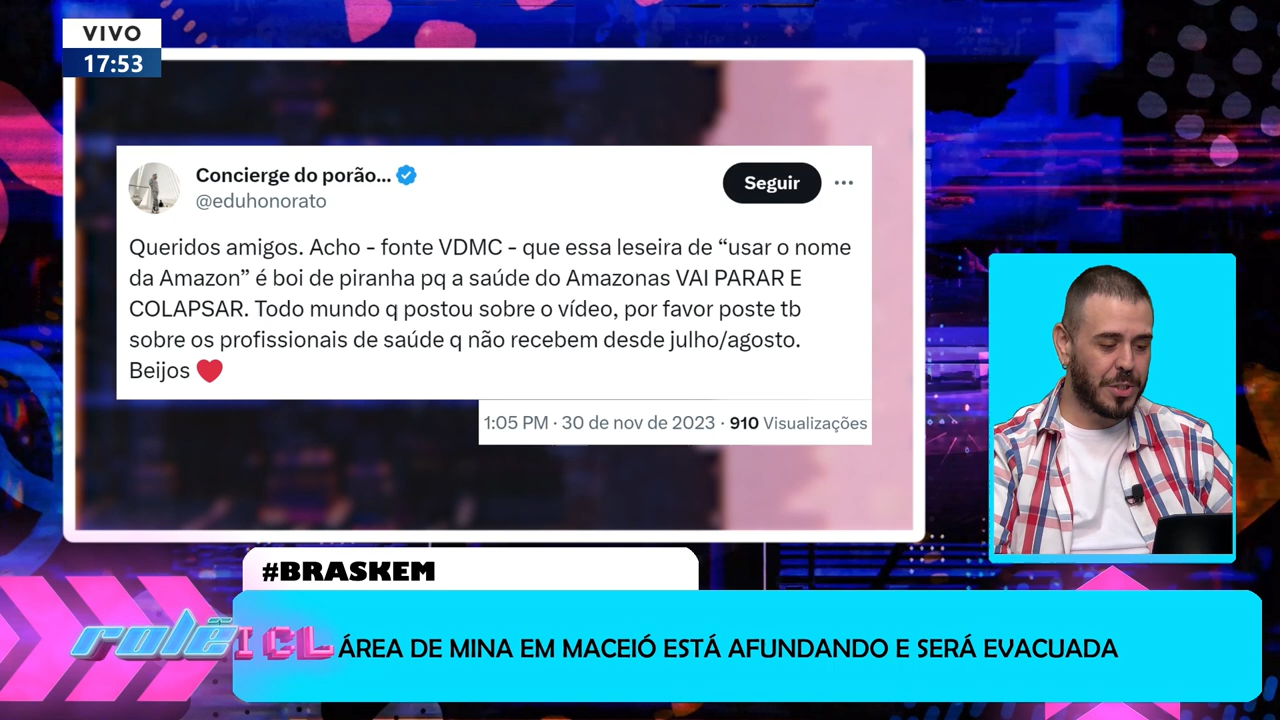 VIVO
17:53
Concierge do porão...
@eduhonorato
Seguir
Queridos amigos. Acho - fonte VDMC - que essa leseira de “usar o nome
da Amazon” é boi de piranha pq a saúde do Amazonas VAI PARAR E
COLAPSAR. Todo mundo q postou sobre o vídeo, por favor poste tb
sobre os profissionais de saúde q não recebem desde julho/agosto.
Beijos ❤️
1:05 PM · 30 de nov de 2023 · 910 Visualizações
#BRASKEM
rolê ICL
ÁREA DE MINA EM MACEIÓ ESTÁ AFUNDANDO E SERÁ EVACUADA